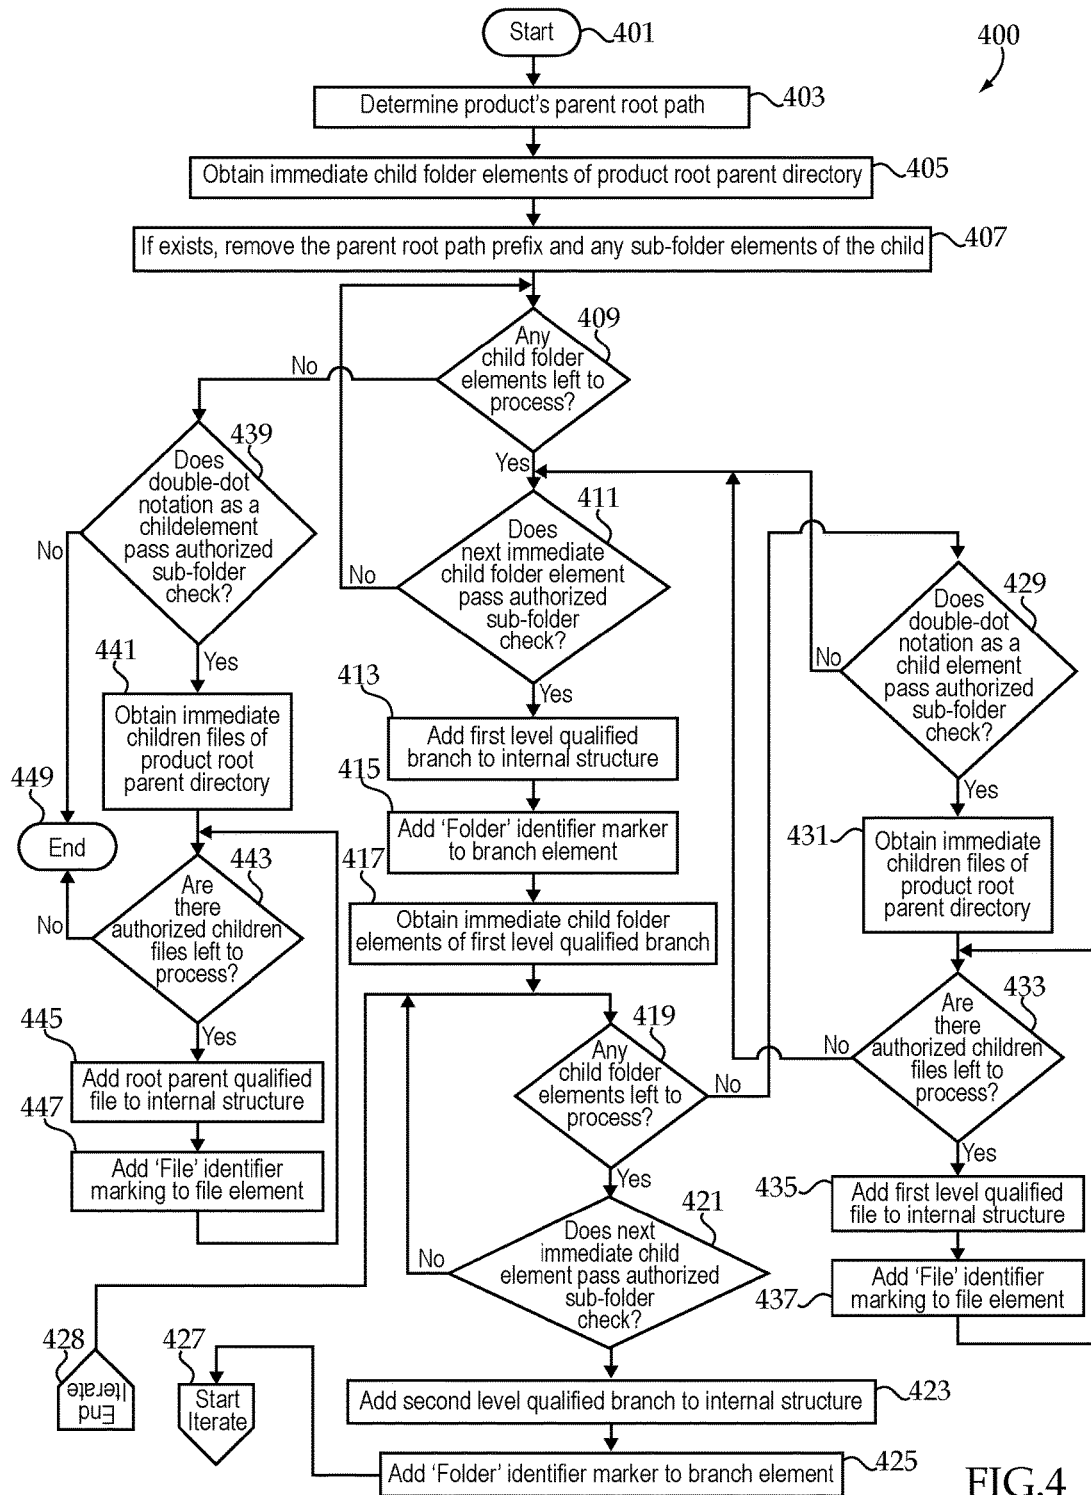 Start
401
400
Determine product's parent root path
403
Obtain immediate child folder elements of product root parent directory
405
If exists, remove the parent root path prefix and any sub-folder elements of the child
407
409
Any
child folder
elements left to
process?
No
Yes
439
Does
double-dot
notation as a
childelement
pass authorized
sub-folder
check?
No
Yes
411
Does
next immediate
child folder element
pass authorized
sub-folder
check?
No
Yes
429
Does
double-dot
notation as a
child element
pass authorized
sub-folder
check?
No
Yes
441
Obtain immediate
children files of
product root
parent directory
413
Add first level qualified
branch to internal structure
415
Add 'Folder' identifier marker
to branch element
417
Obtain immediate child folder
elements of first level qualified branch
431
Obtain immediate
children files of
product root
parent directory
449
End
443
Are
there
authorized children
files left to
process?
No
Yes
419
Any
child folder
elements left to
process?
No
Yes
433
Are
there
authorized children
files left to
process?
No
Yes
445
Add root parent qualified
file to internal structure
447
Add 'File' identifier
marking to file element
421
Does next
immediate child
element pass authorized
sub-folder
check?
No
435
Add first level qualified
file to internal structure
437
Add 'File' identifier
marking to file element
428
End
Iterate
427
Start
Iterate
Add second level qualified branch to internal structure
423
Add 'Folder' identifier marker to branch element
425
FIG.4